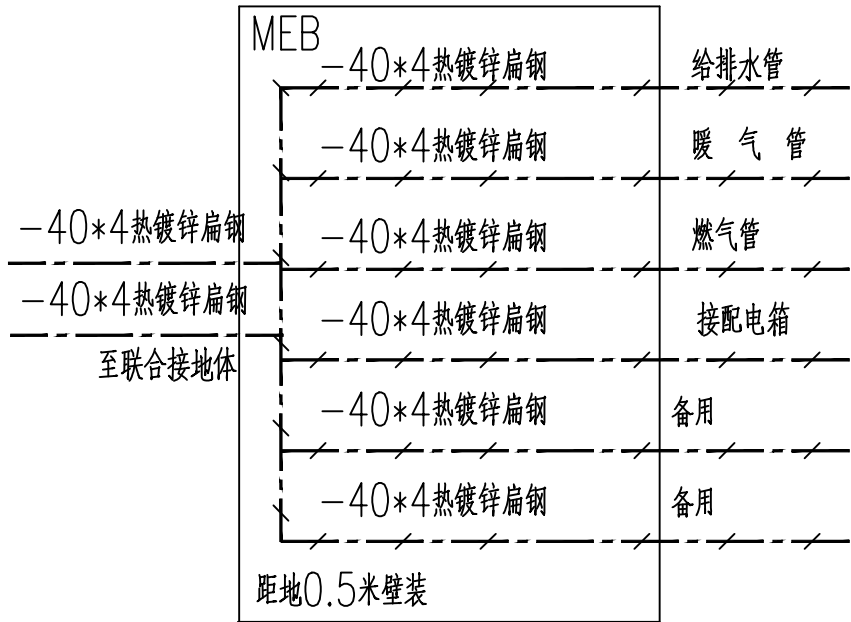 MEB
-40*4热镀锌扁钢 给排水管
-40*4热镀锌扁钢 暖 气 管
-40*4热镀锌扁钢
-40*4热镀锌扁钢 燃气管
-40*4热镀锌扁钢
-40*4热镀锌扁钢 接配电箱
至联合接地体
-40*4热镀锌扁钢 备用
-40*4热镀锌扁钢 备用
距地0.5米壁装